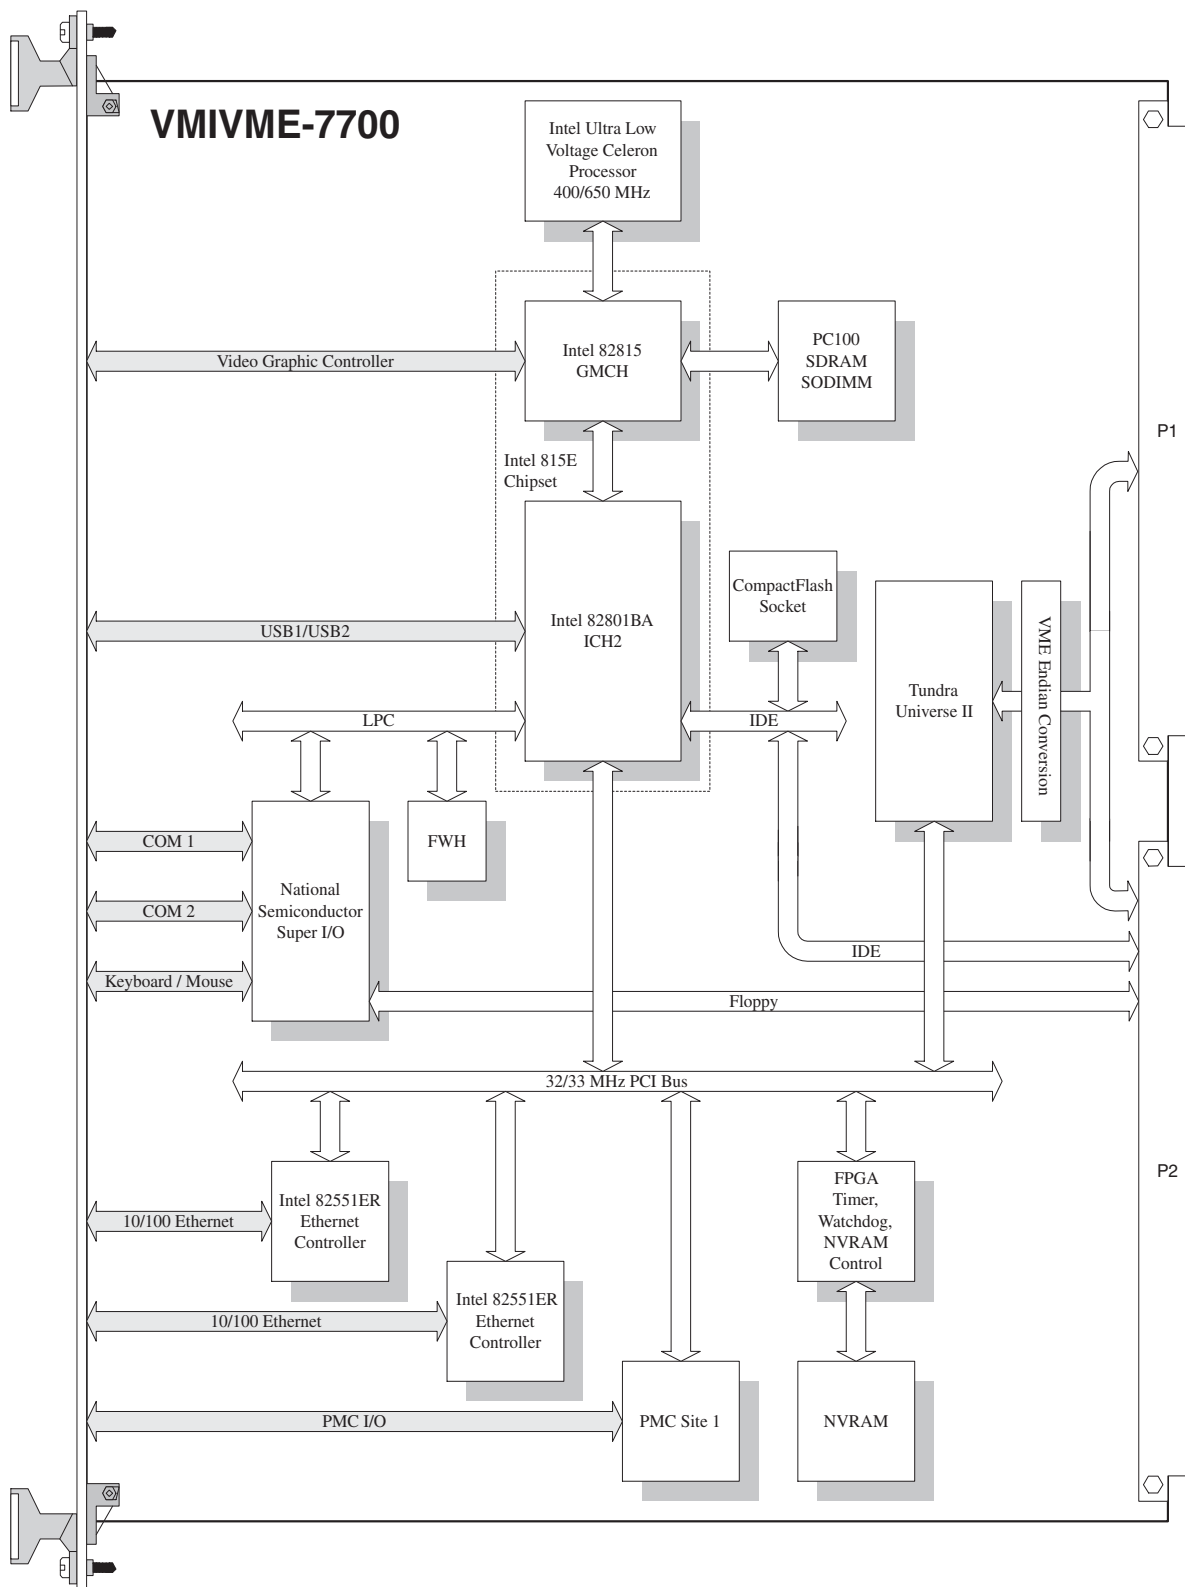 VMIVME-7700
Intel Ultra Low
Voltage Celeron
Processor
400/650 MHz
Video Graphic Controller
Intel 82815
GMCH
PC100
SDRAM
SODIMM
P1
Intel 815E
Chipset
USB1/USB2
Intel 82801BA
ICH2
CompactFlash
Socket
Tundra
Universe II
VME Endian Conversion
LPC
IDE
COM 1
COM 2
Keyboard / Mouse
National
Semiconductor
Super I/O
FWH
IDE
Floppy
32/33 MHz PCI Bus
10/100 Ethernet
Intel 82551ER
Ethernet
Controller
FPGA
Timer,
Watchdog,
NVRAM
Control
P2
10/100 Ethernet
Intel 82551ER
Ethernet
Controller
PMC I/O
PMC Site 1
NVRAM